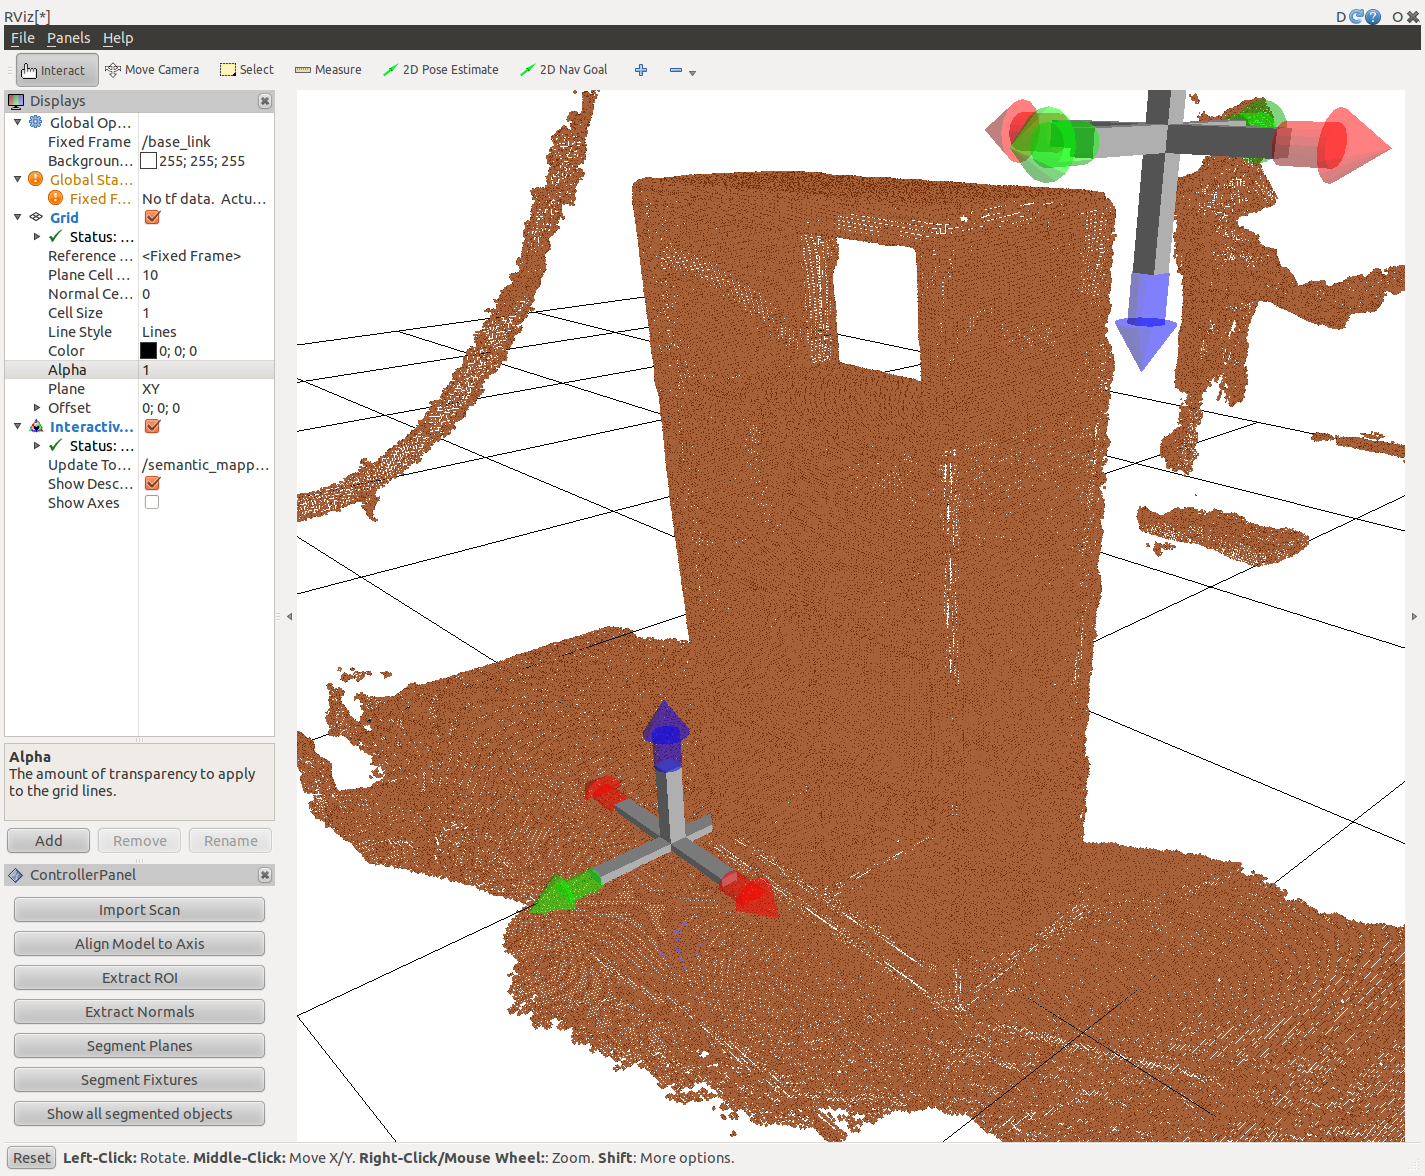 RViz[*]
D O
File Panels Help
Interact Move Camera Select Measure 2D Pose Estimate 2D Nav Goal
Displays
Global Op...
Fixed Frame /base_link
Backgroun... 255; 255; 255
Global Sta...
Fixed F... No tf data. Actu...
Grid
Status: ...
Reference ... <Fixed Frame>
Plane Cell ... 10
Normal Ce... 0
Cell Size 1
Line Style Lines
Color 0; 0; 0
Alpha 1
Plane XY
Offset 0; 0; 0
Interactiv...
Status: ...
Update To... /semantic_mapp...
Show Desc...
Show Axes
Alpha
The amount of transparency to apply
to the grid lines.
Add Remove Rename
ControllerPanel
Import Scan
Align Model to Axis
Extract ROI
Extract Normals
Segment Planes
Segment Fixtures
Show all segmented objects
Reset Left-Click: Rotate. Middle-Click: Move X/Y. Right-Click/Mouse Wheel:: Zoom. Shift: More options.